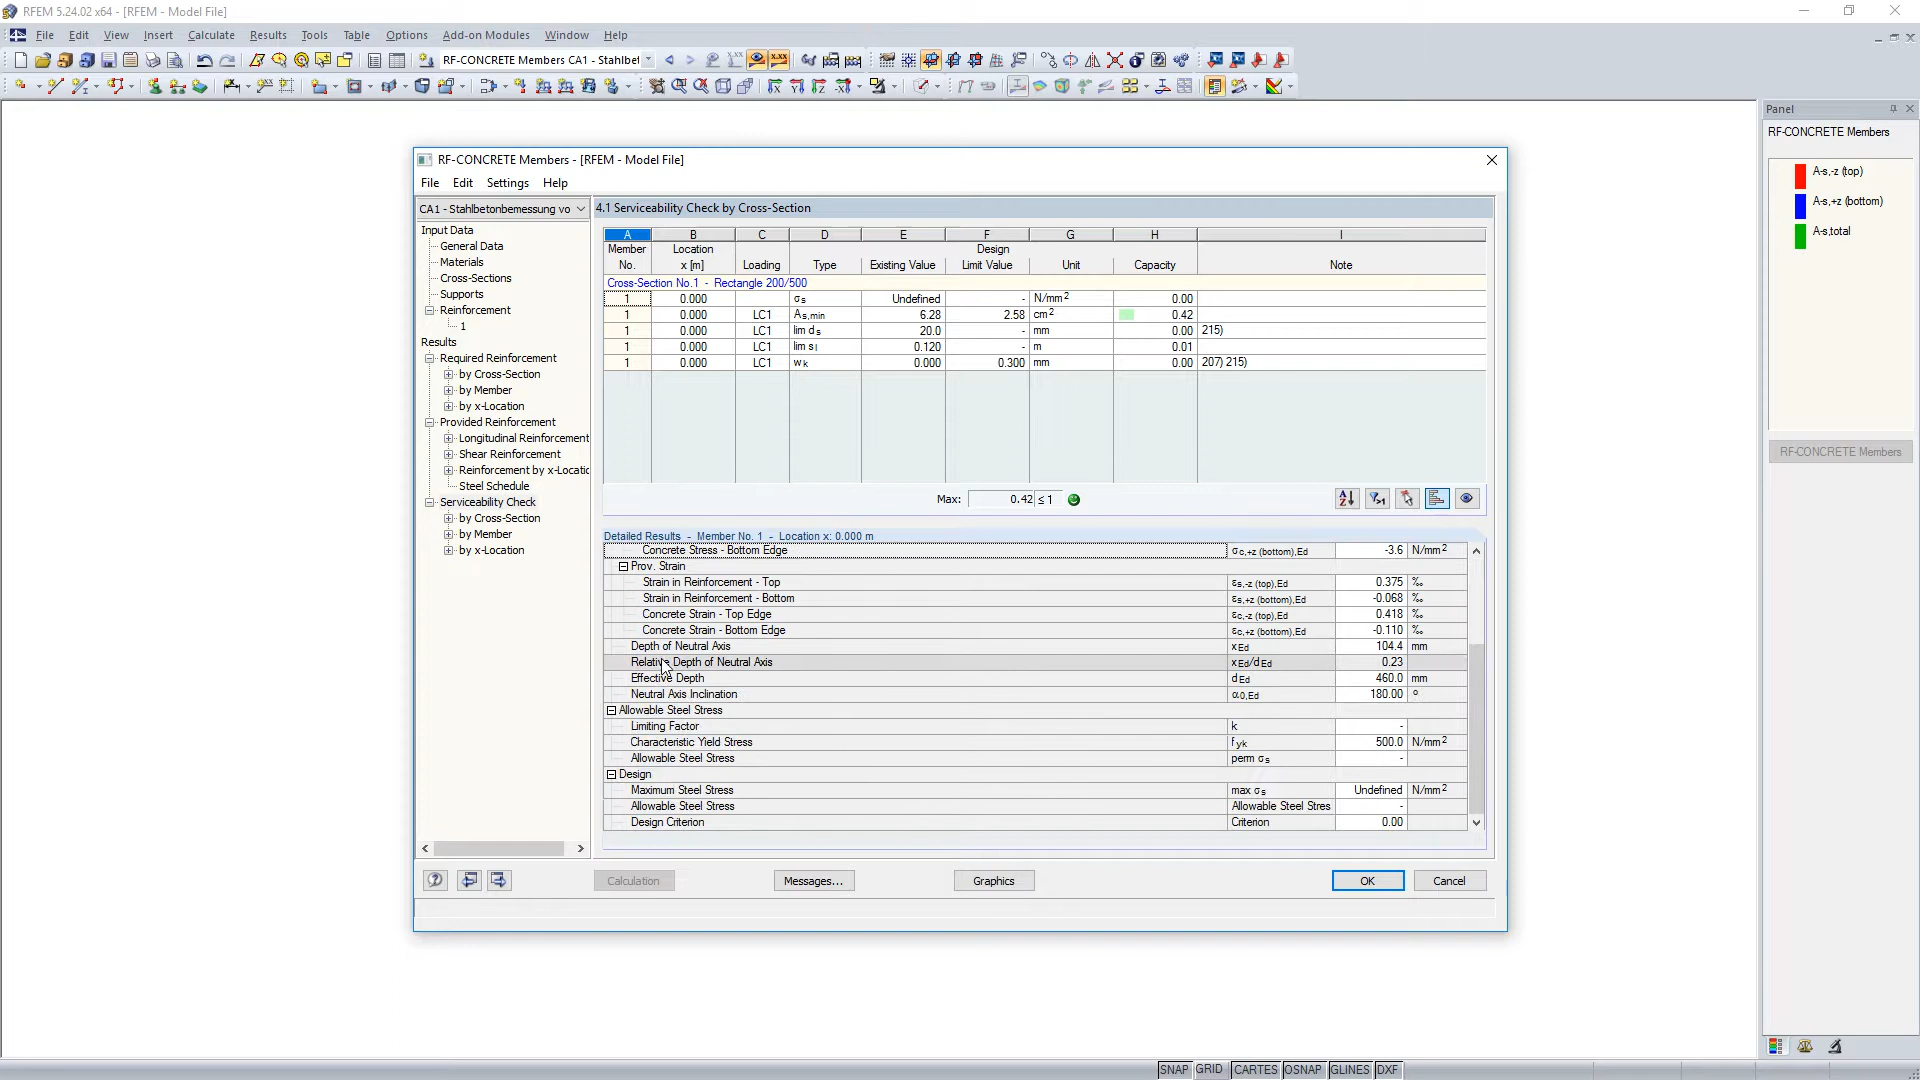 RFEM 5.24.02 x64 - [RFEM - Model File]
File Edit View Insert Calculate Results Tools Table Options Add-on Modules Window Help
RF-CONCRETE Members CA1 - Stahlbet
Panel
RF-CONCRETE Members
A-s,-z (top)
A-s,+z (bottom)
A-s,total
RF-CONCRETE Members
RF-CONCRETE Members - [RFEM - Model File]
File Edit Settings Help
CA1 - Stahlbetonbemessung vo
Input Data
General Data
Materials
Cross-Sections
Supports
Reinforcement
1
Results
Required Reinforcement
by Cross-Section
by Member
by x-Location
Provided Reinforcement
Longitudinal Reinforcement
Shear Reinforcement
Reinforcement by x-Locatic
Steel Schedule
Serviceability Check
by Cross-Section
by Member
by x-Location
4.1 Serviceability Check by Cross-Section
A B C D E F G H I
Member Location Design
No. x [m] Loading Type Existing Value Limit Value Unit Capacity Note
Cross-Section No.1 - Rectangle 200/500
1 0.000 σs Undefined - N/mm2 0.00
1 0.000 LC1 As,min 6.28 2.58 cm2 0.42
1 0.000 LC1 lim ds 20.0 - mm 0.00 215)
1 0.000 LC1 lim sl 0.120 - m 0.01
1 0.000 LC1 wk 0.000 0.300 mm 0.00 207) 215)
Max: 0.42 ≤ 1
Detailed Results - Member No. 1 - Location x: 0.000 m
Concrete Stress - Bottom Edge σc,+z (bottom),Ed -3.6 N/mm2
Prov. Strain
Strain in Reinforcement - Top εs,-z (top),Ed 0.375 ‰
Strain in Reinforcement - Bottom εs,+z (bottom),Ed -0.068 ‰
Concrete Strain - Top Edge εc,-z (top),Ed 0.418 ‰
Concrete Strain - Bottom Edge εc,+z (bottom),Ed -0.110 ‰
Depth of Neutral Axis xEd 104.4 mm
Relative Depth of Neutral Axis xEd/dEd 0.23
Effective Depth dEd 460.0 mm
Neutral Axis Inclination α0,Ed 180.00 °
Allowable Steel Stress
Limiting Factor k -
Characteristic Yield Stress fyk 500.0 N/mm2
Allowable Steel Stress perm σs -
Design
Maximum Steel Stress max σs Undefined N/mm2
Allowable Steel Stress Allowable Steel Stres -
Design Criterion Criterion 0.00
Calculation Messages... Graphics OK Cancel
SNAP GRID CARTES OSNAP GLINES DXF